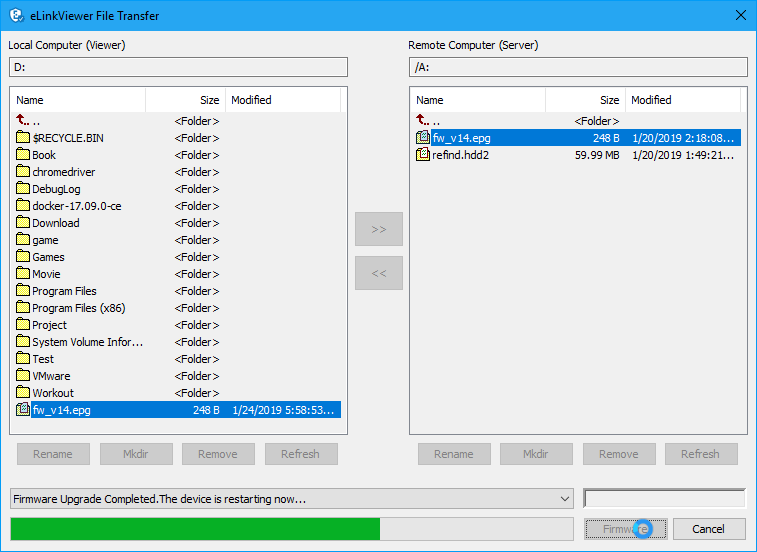 eLinkViewer File Transfer
Local Computer (Viewer)
D:
Name Size Modified
.. <Folder>
$RECYCLE.BIN <Folder>
Book <Folder>
chromedriver <Folder>
DebugLog <Folder>
docker-17.09.0-ce <Folder>
Download <Folder>
game <Folder>
Games <Folder>
Movie <Folder>
Program Files <Folder>
Program Files (x86) <Folder>
Project <Folder>
System Volume Infor... <Folder>
Test <Folder>
VMware <Folder>
Workout <Folder>
fw_v14.epg 248 B 1/24/2019 5:58:53...
Rename Mkdir Remove Refresh
>>
<<
Remote Computer (Server)
/A:
Name Size Modified
.. <Folder>
fw_v14.epg 248 B 1/20/2019 2:18:08...
refind.hdd2 59.99 MB 1/20/2019 1:49:21...
Rename Mkdir Remove Refresh
Firmware Upgrade Completed.The device is restarting now...
Firmware Cancel